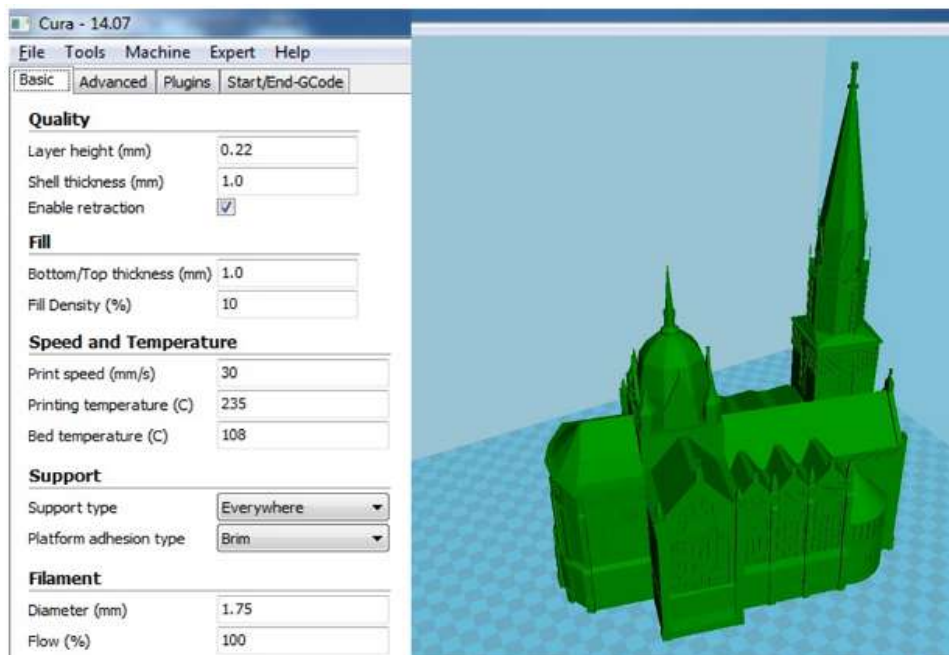 Cura - 14.07
File Tools Machine Expert Help
Basic Advanced Plugins Start/End-GCode
Quality
Layer height (mm) 0.22
Shell thickness (mm) 1.0
Enable retraction
Fill
Bottom/Top thickness (mm) 1.0
Fill Density (%) 10
Speed and Temperature
Print speed (mm/s) 30
Printing temperature (C) 235
Bed temperature (C) 108
Support
Support type Everywhere
Platform adhesion type Brim
Filament
Diameter (mm) 1.75
Flow (%) 100